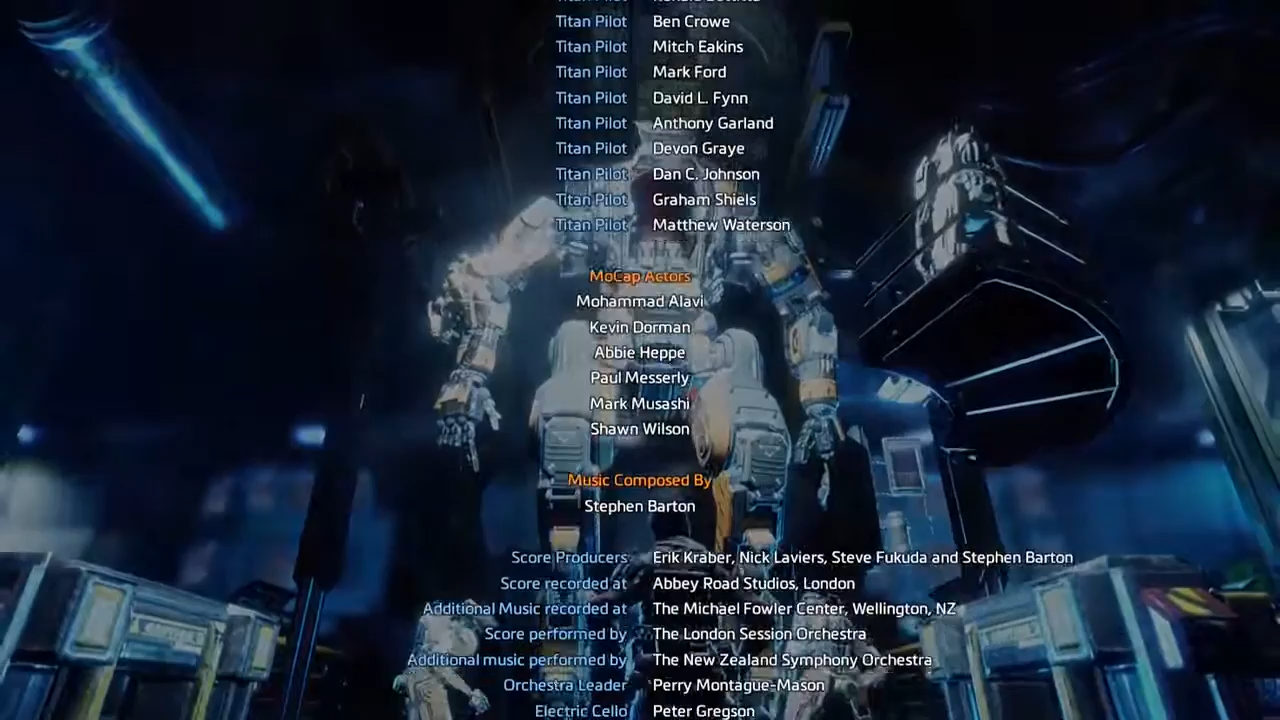 Titan Pilot
Titan Pilot Ben Crowe
Titan Pilot Mitch Eakins
Titan Pilot Mark Ford
Titan Pilot David L. Fynn
Titan Pilot Anthony Garland
Titan Pilot Devon Graye
Titan Pilot Dan C. Johnson
Titan Pilot Graham Shiels
Titan Pilot Matthew Waterson
MoCap Actors
Mohammad Alavi
Kevin Dorman
Abbie Heppe
Paul Messerly
Mark Musashi
Shawn Wilson
Music Composed By
Stephen Barton
Score Producers Erik Kraber, Nick Laviers, Steve Fukuda and Stephen Barton
Score recorded at Abbey Road Studios, London
Additional Music recorded at The Michael Fowler Center, Wellington, NZ
Score performed by The London Session Orchestra
Additional music performed by The New Zealand Symphony Orchestra
Orchestra Leader Perry Montague-Mason
Electric Cello Peter Gregson